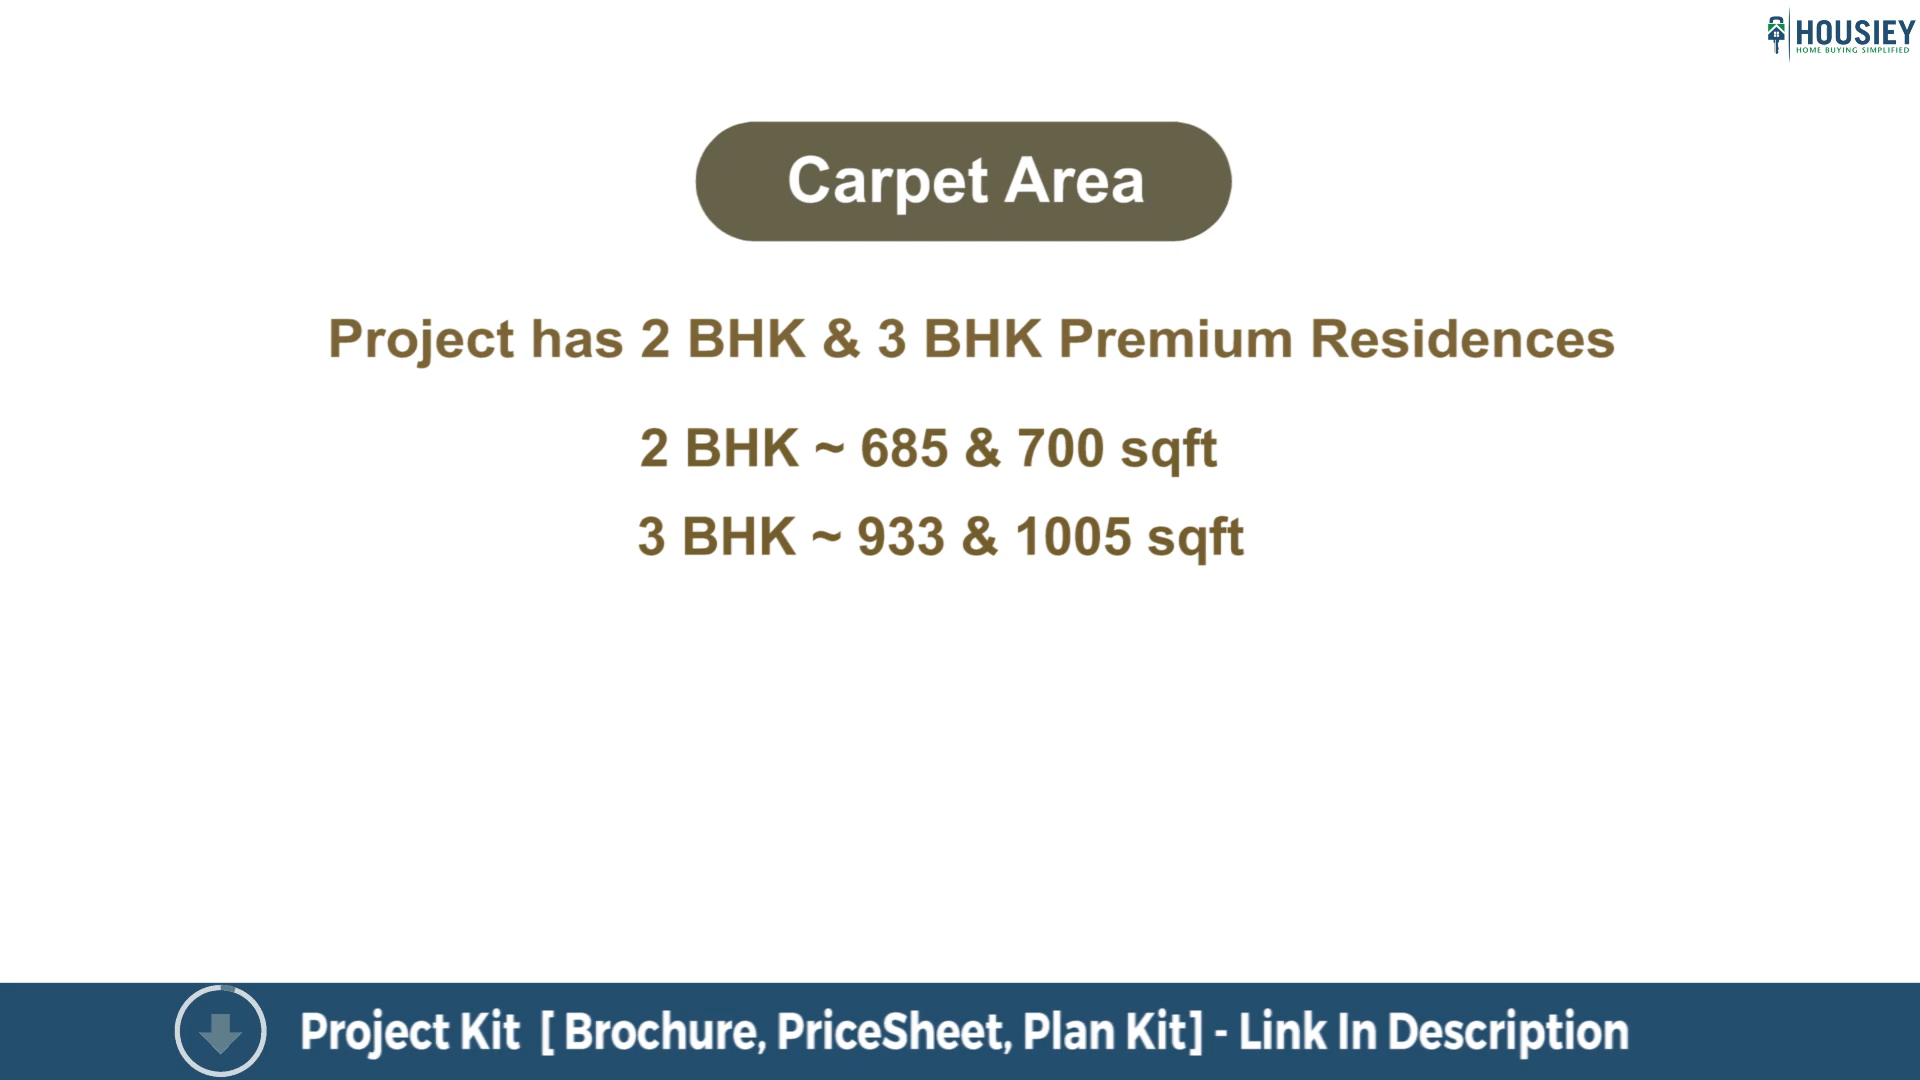 HOUSIEY
HOME BUYING SIMPLIFIED
Carpet Area
Project has 2 BHK & 3 BHK Premium Residences
2 BHK ~ 685 & 700 sqft
3 BHK ~ 933 & 1005 sqft
Project Kit [ Brochure, PriceSheet, Plan Kit] - Link In Description